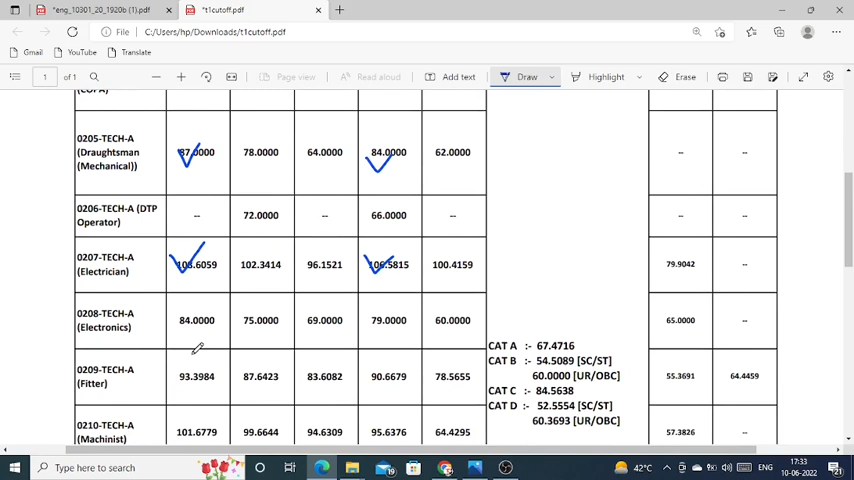 *eng_10301_20_1920b (1).pdf
*t1cutoff.pdf
File C:/Users/hp/Downloads/t1cutoff.pdf
Gmail YouTube Translate
1 of 1 Page view Read aloud Add text Draw Highlight Erase
(COPA)
0205-TECH-A (Draughtsman (Mechanical)) 87.0000 78.0000 64.0000 84.0000 62.0000 -- --
0206-TECH-A (DTP Operator) -- 72.0000 -- 66.0000 -- -- --
0207-TECH-A (Electrician) 102.3414 96.1521 106.5815 100.4159 79.9042
0208-TECH-A (Electronics) 84.0000 75.0000 69.0000 79.0000 60.0000 65.0000 --
CAT A :- 67.4716
CAT B :- 54.5089 [SC/ST]
60.0000 [UR/OBC]
CAT C :- 84.5638
CAT D :- 52.5554 [SC/ST]
60.3693 [UR/OBC]
0209-TECH-A (Fitter) 93.3984 87.6423 83.6082 90.6679 78.5655 55.3691 64.4459
0210-TECH-A (Machinist) 101.6779 99.6644 94.6309 95.6376 64.4295 57.3826 --
Type here to search
19
42°C
ENG
17:33
10-06-2022
21